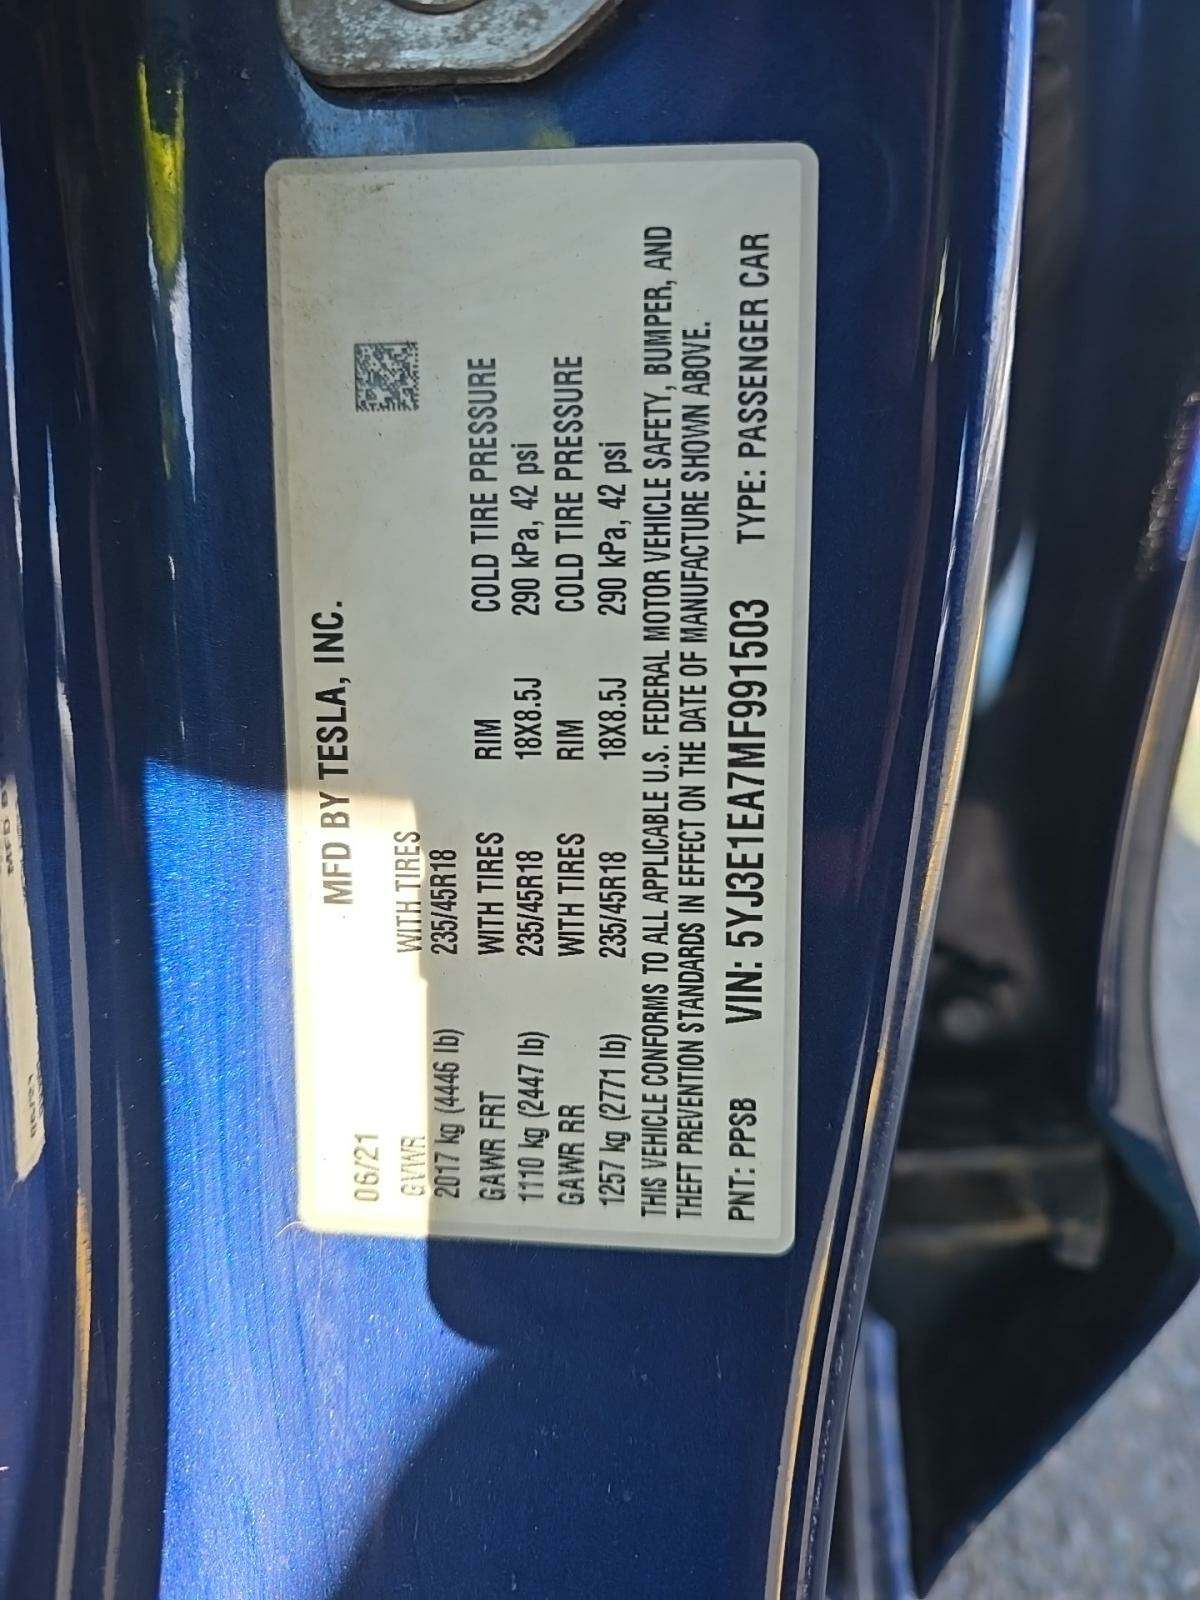 MFD BY TESLA, INC.
06/21
GVWR WITH TIRES
2017 kg (4446 lb) 235/45R18
GAWR FRT WITH TIRES RIM COLD TIRE PRESSURE
1110 kg (2447 lb) 235/45R18 18X8.5J 290 kPa, 42 psi
GAWR RR WITH TIRES RIM COLD TIRE PRESSURE
1257 kg (2771 lb) 235/45R18 18X8.5J 290 kPa, 42 psi
THIS VEHICLE CONFORMS TO ALL APPLICABLE U.S. FEDERAL MOTOR VEHICLE SAFETY, BUMPER, AND
THEFT PREVENTION STANDARDS IN EFFECT ON THE DATE OF MANUFACTURE SHOWN ABOVE.
PNT: PPSB VIN: 5YJ3E1EA7MF991503 TYPE: PASSENGER CAR